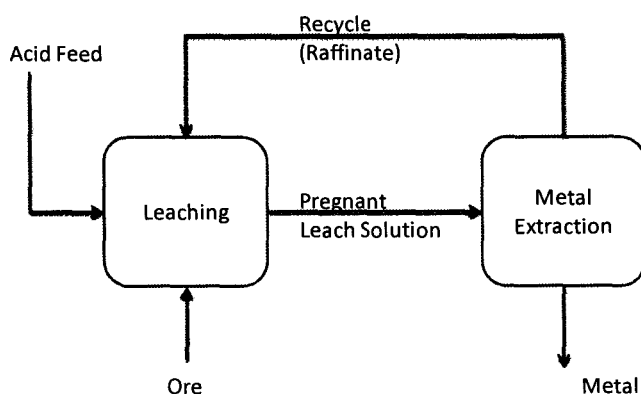 Recycle
(Raffinate)
Acid Feed
Leaching
Pregnant
Leach Solution
Metal
Extraction
Ore
Metal